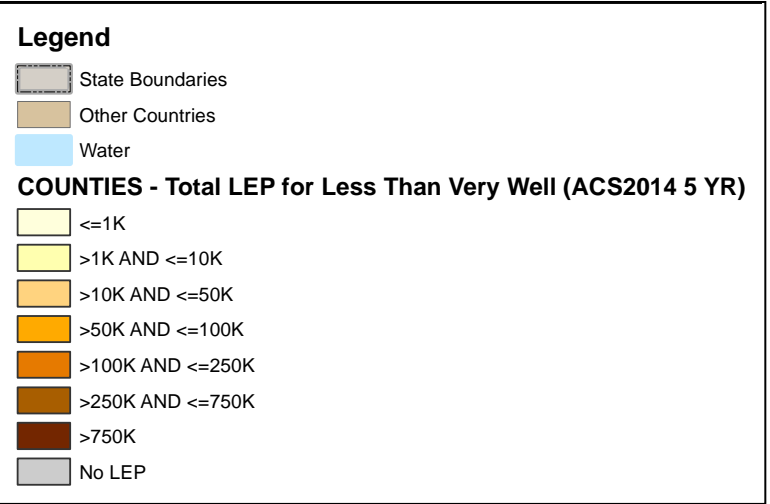 Legend
State Boundaries
Other Countries
Water
COUNTIES - Total LEP for Less Than Very Well (ACS2014 5 YR)
<=1K
>1K AND <=10K
>10K AND <=50K
>50K AND <=100K
>100K AND <=250K
>250K AND <=750K
>750K
No LEP